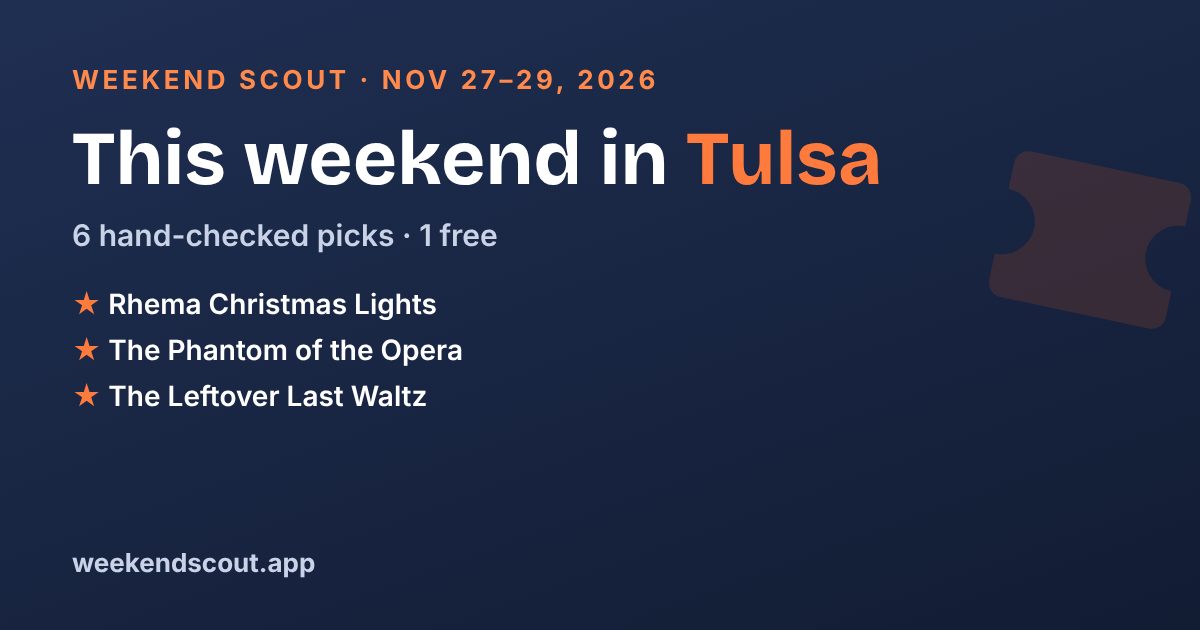 WEEKEND SCOUT · NOV 27–29, 2026
This weekend in Tulsa
6 hand-checked picks · 1 free
★ Rhema Christmas Lights
★ The Phantom of the Opera
★ The Leftover Last Waltz
weekendscout.app